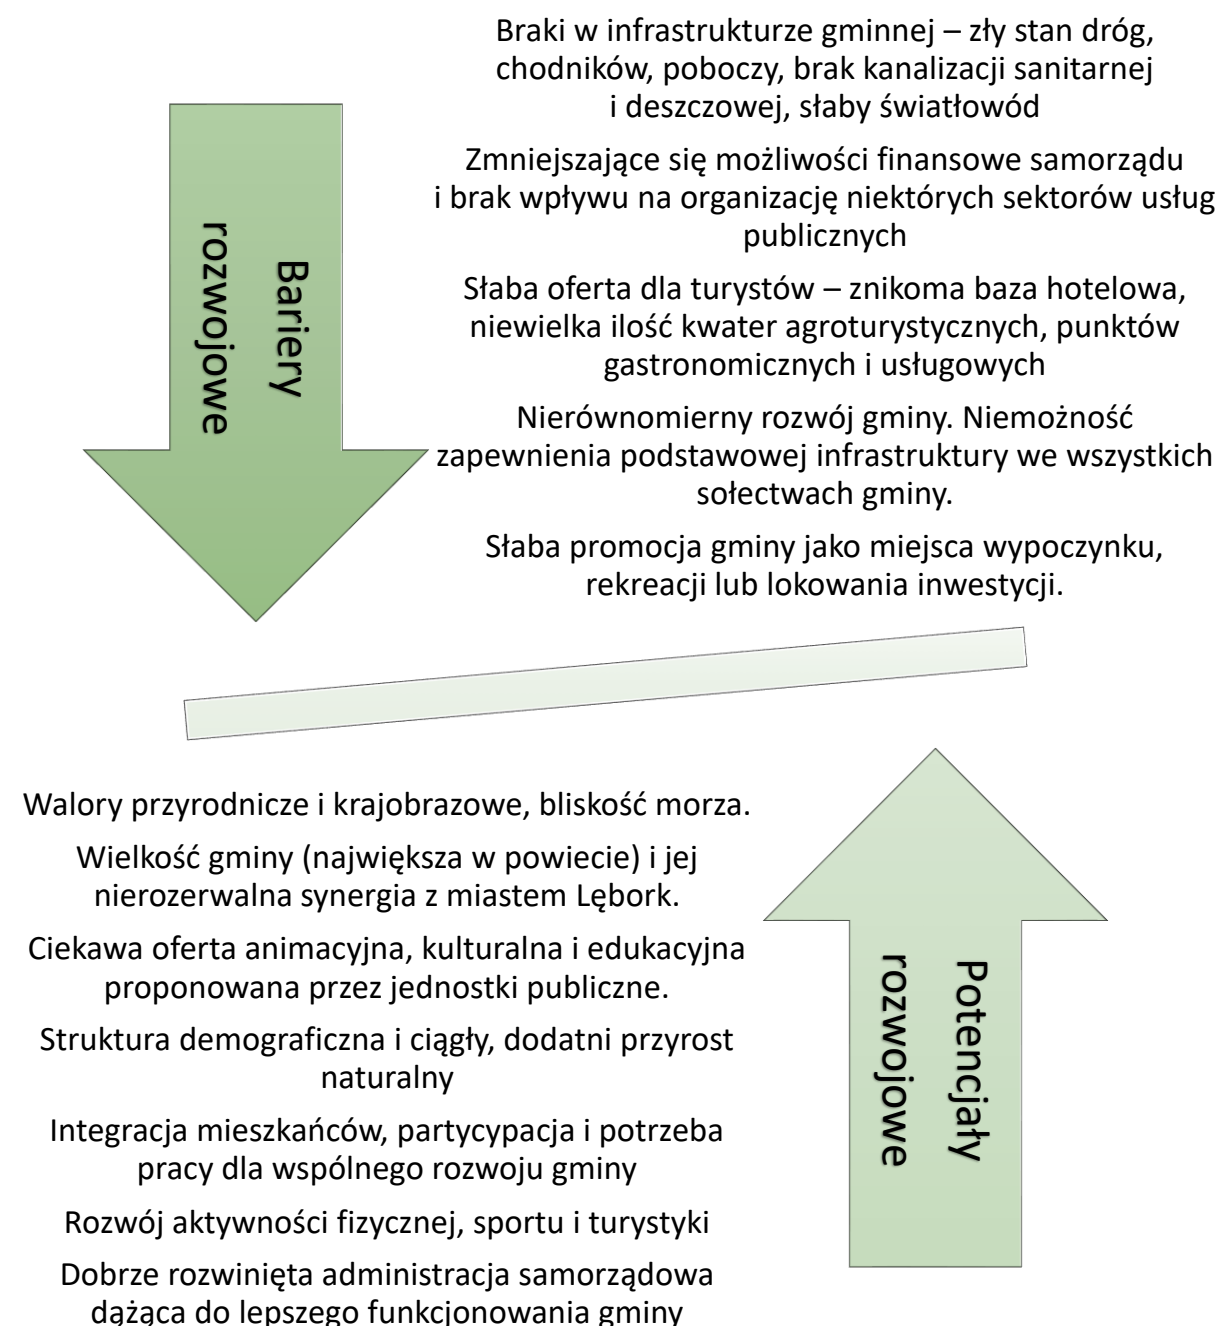 Braki w infrastrukturze gminnej – zły stan dróg,
chodników, poboczy, brak kanalizacji sanitarnej
i deszczowej, słaby światłowód
Zmniejszające się możliwości finansowe samorządu
i brak wpływu na organizację niektórych sektorów usług
publicznych
Słaba oferta dla turystów – znikoma baza hotelowa,
niewielka ilość kwater agroturystycznych, punktów
gastronomicznych i usługowych
Nierównomierny rozwój gminy. Niemożność
zapewnienia podstawowej infrastruktury we wszystkich
sołectwach gminy.
Słaba promocja gminy jako miejsca wypoczynku,
rekreacji lub lokowania inwestycji.
Bariery
rozwojowe
Walory przyrodnicze i krajobrazowe, bliskość morza.
Wielkość gminy (największa w powiecie) i jej
nierozerwalna synergia z miastem Lębork.
Ciekawa oferta animacyjna, kulturalna i edukacyjna
proponowana przez jednostki publiczne.
Struktura demograficzna i ciągły, dodatni przyrost
naturalny
Integracja mieszkańców, partycypacja i potrzeba
pracy dla wspólnego rozwoju gminy
Rozwój aktywności fizycznej, sportu i turystyki
Dobrze rozwinięta administracja samorządowa
dążąca do lepszego funkcjonowania gminy
Potencjały
rozwojowe